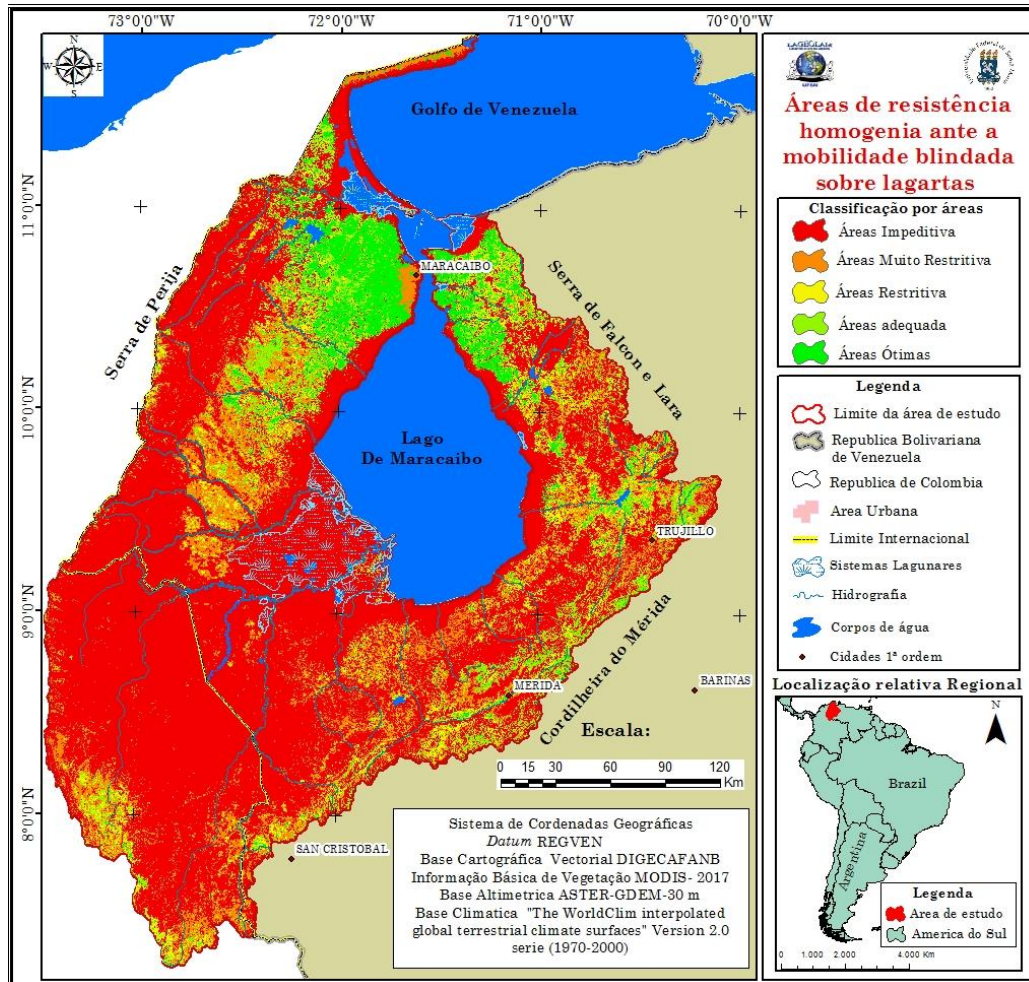 73°0'0"W 72°0'0"W 71°0'0"W 70°0'0"W
11°0'0"N
10°0'0"N
9°0'0"N
8°0'0"N
N
E
S
Golfo de Venezuela
MARACAIBO
Serra de Perija
Serra de Falcon e Lara
Lago
De Maracaibo
TRUJILLO
Cordilheira do Mérida
MERIDA
BARINAS
SAN CRISTOBAL
Escala:
0 15 30 60 90 120
Km
Sistema de Cordenadas Geográficas
Datum REGVEN
Base Cartográfica Vectorial DIGECAFANB
Informação Básica de Vegetação MODIS- 2017
Base Altimetrica ASTER-GDEM-30 m
Base Climatica "The WorldClim interpolated
global terrestrial climate surfaces" Version 2.0
serie (1970-2000)
LAGEOLAM
Áreas de resistência
homogenia ante a
mobilidade blindada
sobre lagartas
Classificação por áreas
Áreas Impeditiva
Áreas Muito Restritiva
Áreas Restritiva
Áreas adequada
Áreas Ótimas
Legenda
Limite da área de estudo
Republica Bolivariana
de Venezuela
Republica de Colombia
Area Urbana
Limite Internacional
Sistemas Lagunares
Hidrografia
Corpos de água
Cidades 1ª ordem
Localização relativa Regional
N
Brazil
Argentina
Legenda
Area de estudo
America do Sul
0 1.000 2.000 4.000 Km